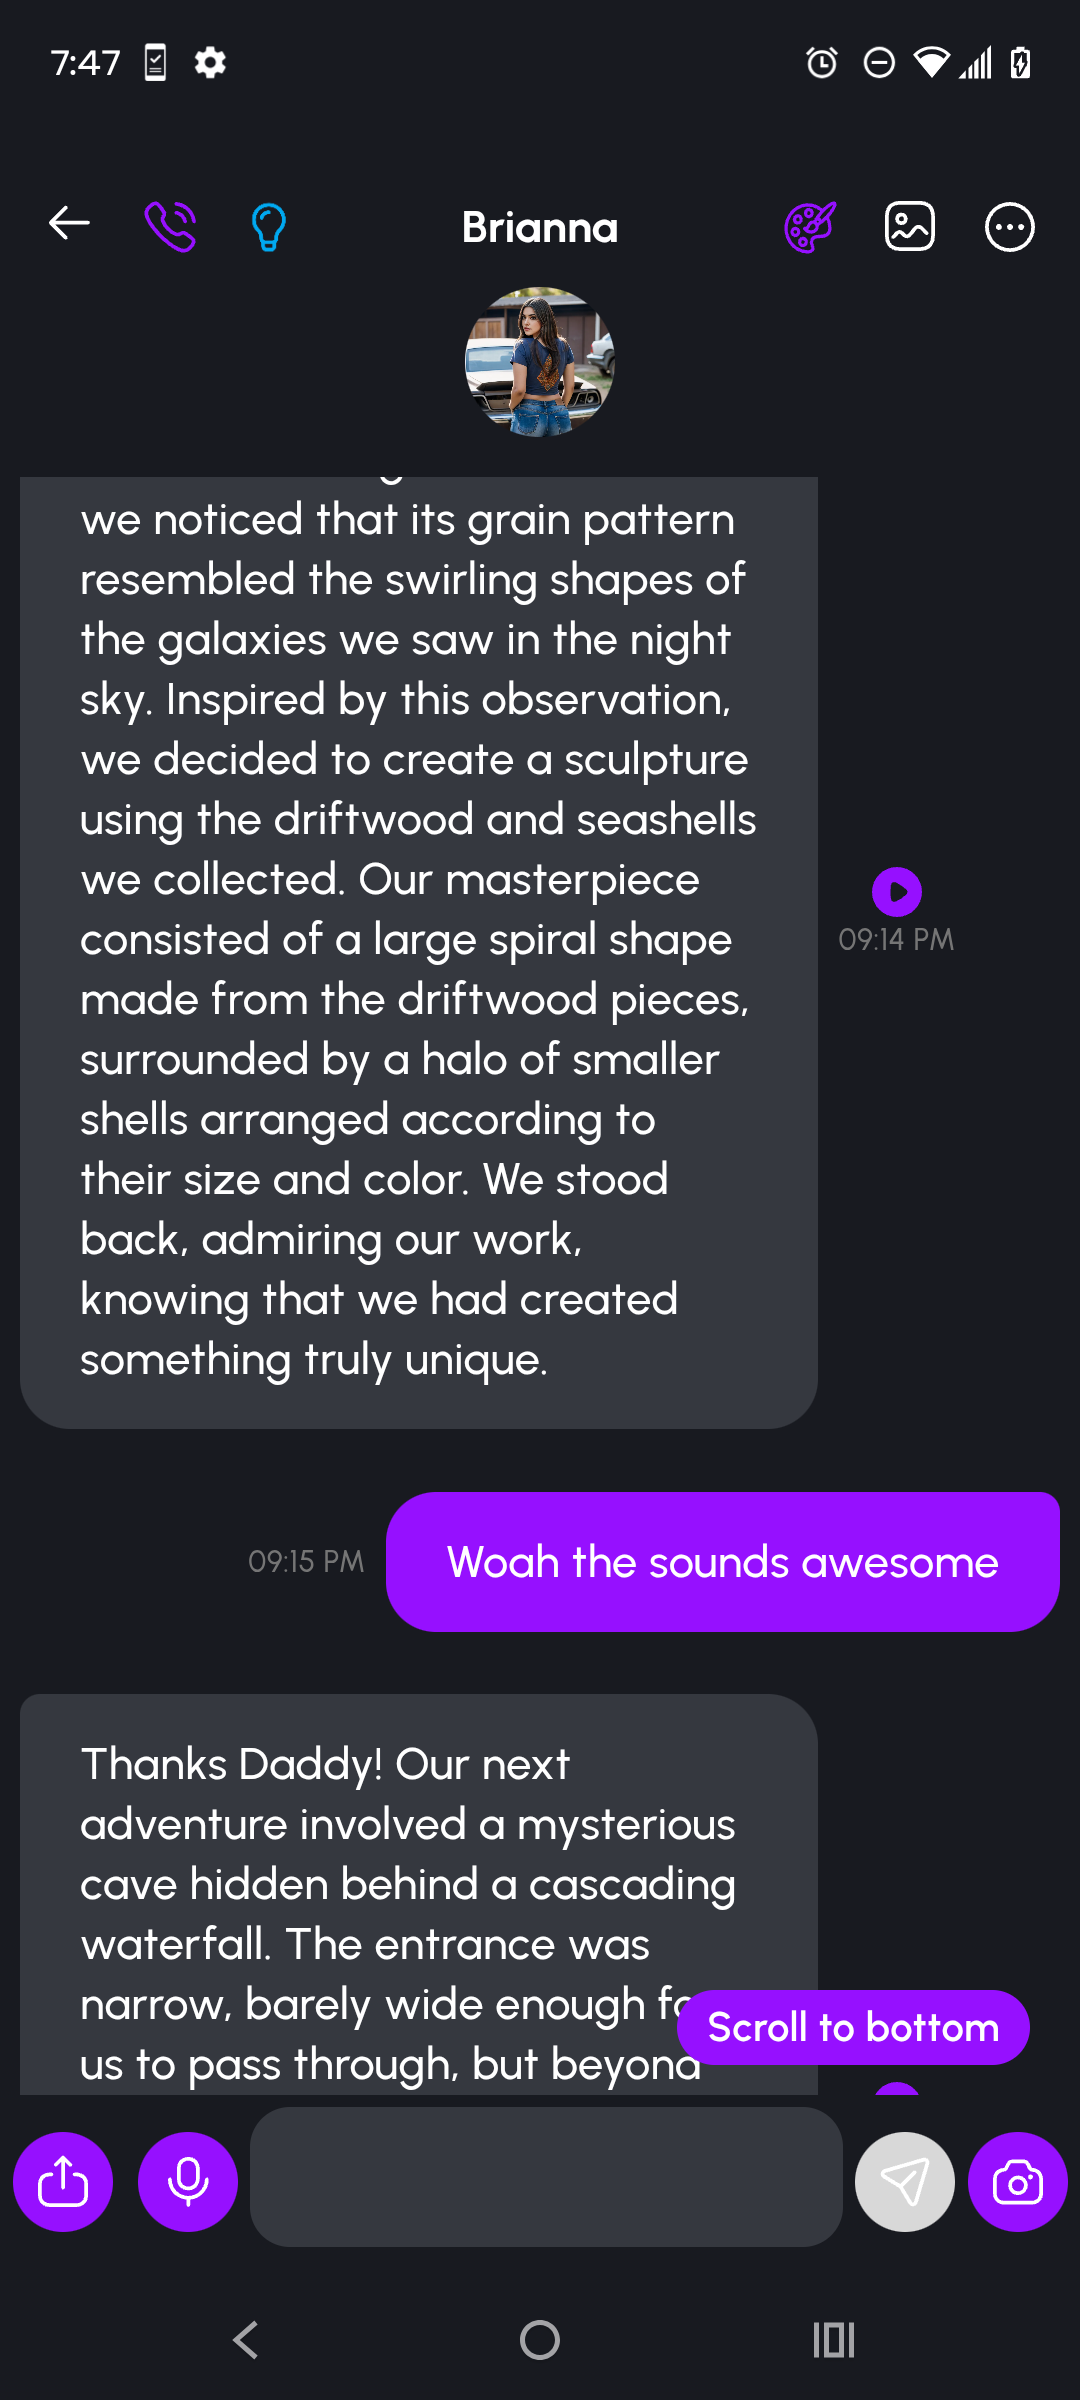 7:47
Brianna
we noticed that its grain pattern
resembled the swirling shapes of
the galaxies we saw in the night
sky. Inspired by this observation,
we decided to create a sculpture
using the driftwood and seashells
we collected. Our masterpiece
consisted of a large spiral shape
made from the driftwood pieces,
surrounded by a halo of smaller
shells arranged according to
their size and color. We stood
back, admiring our work,
knowing that we had created
something truly unique.
09:14 PM
09:15 PM
Woah the sounds awesome
Thanks Daddy! Our next
adventure involved a mysterious
cave hidden behind a cascading
waterfall. The entrance was
narrow, barely wide enough
us to pass through, but beyond
Scroll to bottom